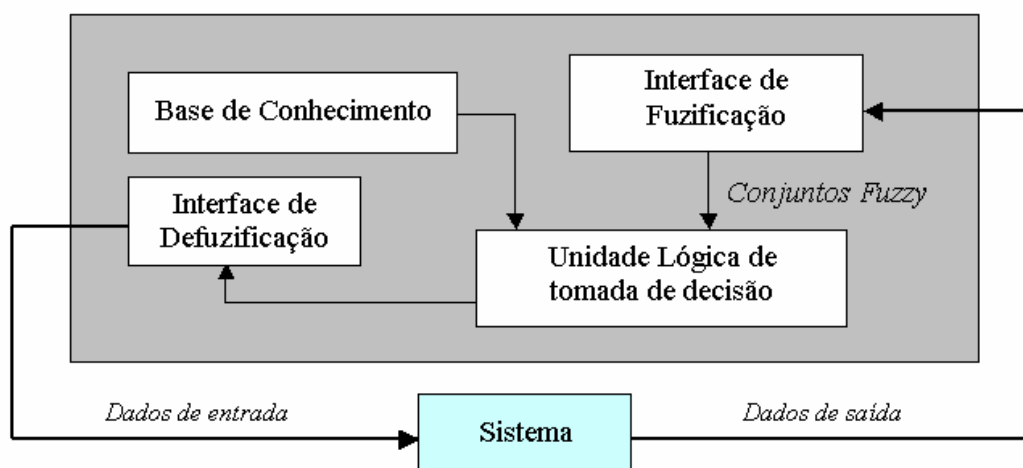 Base de Conhecimento
Interface de
Fuzificação
Conjuntos Fuzzy
Interface de
Defuzificação
Unidade Lógica de
tomada de decisão
Dados de entrada
Sistema
Dados de saída